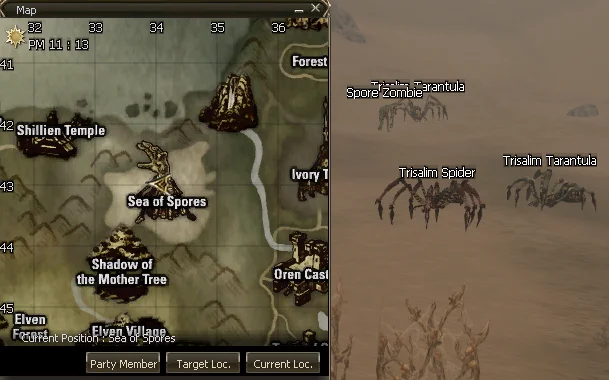 Map
32 33 34 35 36
PM 11 : 13
41
Forest
42
Shillien Temple
Ivory T
43
Sea of Spores
44
Shadow of
the Mother Tree
Oren Cast
45
Elven
Forest
Elven Village
Current Position : Sea of Spores
Party Member
Target Loc.
Current Loc.
Trisalim Tarantula
Spore Zombie
Trisalim Tarantula
Trisalim Spider